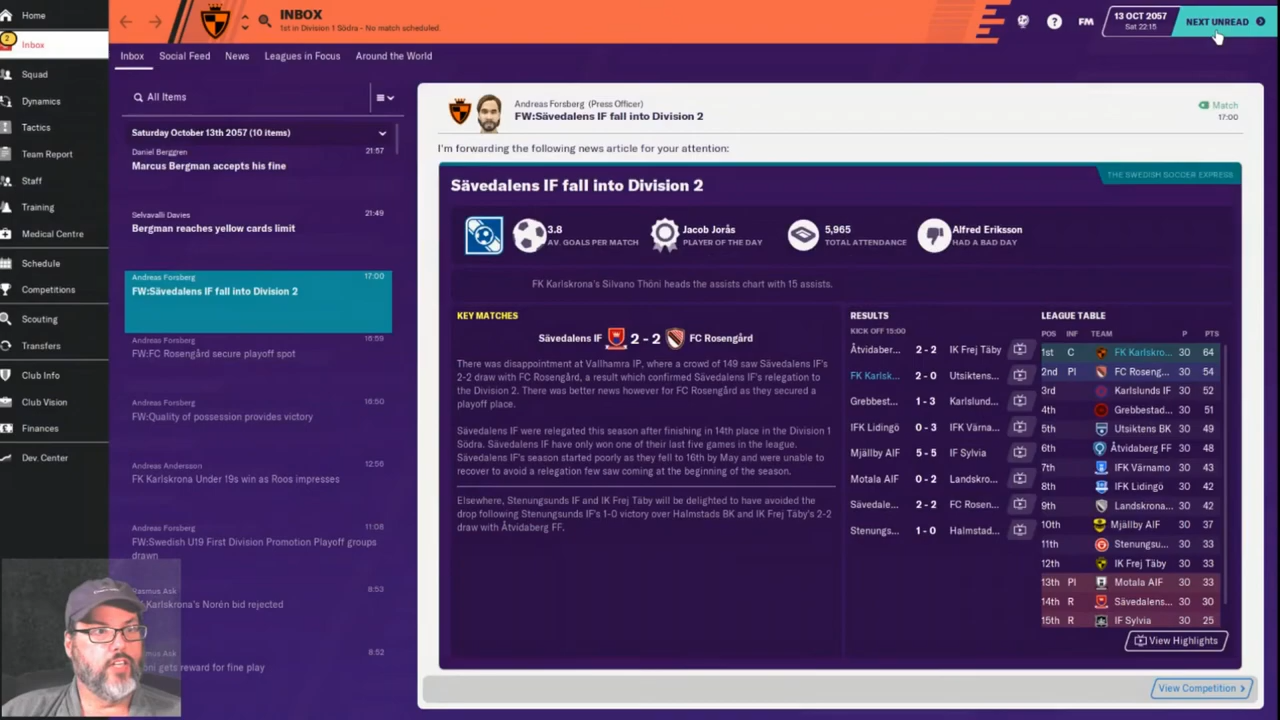 Home
INBOX
1st in Division 1 Södra - No match scheduled.
FM
13 OCT 2057
Sat 22:15
NEXT UNREAD
2
Inbox
Squad
Dynamics
Tactics
Team Report
Staff
Training
Medical Centre
Schedule
Competitions
Scouting
Transfers
Club Info
Club Vision
Finances
Dev. Center
Inbox Social Feed News Leagues in Focus Around the World
All Items
Saturday October 13th 2057 (10 items)
Daniel Berggren 21:57
Marcus Bergman accepts his fine
Selvavalli Davies 21:49
Bergman reaches yellow cards limit
Andreas Forsberg 17:00
FW:Sävedalens IF fall into Division 2
Andreas Forsberg 16:59
FW:FC Rosengård secure playoff spot
Andreas Forsberg 16:50
FW:Quality of possession provides victory
Andreas Andersson 12:56
FK Karlskrona Under 19s win as Roos impresses
Andreas Forsberg 11:08
FW:Swedish U19 First Division Promotion Playoff groups
drawn
Rasmus Ask 8:53
Karlskrona's Norén bid rejected
Ask 8:52
gets reward for fine play
Andreas Forsberg (Press Officer)
FW:Sävedalens IF fall into Division 2
Match
17:00
I'm forwarding the following news article for your attention:
THE SWEDISH SOCCER EXPRESS
Sävedalens IF fall into Division 2
3.8
AV. GOALS PER MATCH
Jacob Jorås
PLAYER OF THE DAY
5,965
TOTAL ATTENDANCE
Alfred Eriksson
HAD A BAD DAY
FK Karlskrona's Silvano Thöni heads the assists chart with 15 assists.
KEY MATCHES
Sävedalens IF 2 - 2 FC Rosengård
There was disappointment at Vallhamra IP, where a crowd of 149 saw Sävedalens IF's
2-2 draw with FC Rosengård, a result which confirmed Sävedalens IF's relegation to
the Division 2. There was better news however for FC Rosengård as they secured a
playoff place.
Sävedalens IF were relegated this season after finishing in 14th place in the Division 1
Södra. Sävedalens IF have only won one of their last five games in the league.
Sävedalens IF's season started poorly as they fell to 16th by May and were unable to
recover to avoid a relegation few saw coming at the beginning of the season.
Elsewhere, Stenungsunds IF and IK Frej Täby will be delighted to have avoided the
drop following Stenungsunds IF's 1-0 victory over Halmstads BK and IK Frej Täby's 2-2
draw with Åtvidaberg FF.
RESULTS
KICK OFF 15:00
Åtvidaber... 2 - 2 IK Frej Täby
FK Karlsk... 2 - 0 Utsiktens...
Grebbest... 1 - 3 Karlslund...
IFK Lidingö 0 - 3 IFK Värna...
Mjällby AIF 5 - 5 IF Sylvia
Motala AIF 0 - 2 Landskro...
Sävedale... 2 - 2 FC Rosen...
Stenungs... 1 - 0 Halmstad...
LEAGUE TABLE
POS INF TEAM P PTS
1st C FK Karlskro... 30 64
2nd Pl FC Roseng... 30 54
3rd Karlslunds IF 30 52
4th Grebbestad... 30 51
5th Utsiktens BK 30 49
6th Åtvidaberg FF 30 48
7th IFK Värnamo 30 43
8th IFK Lidingö 30 42
9th Landskrona... 30 42
10th Mjällby AIF 30 37
11th Stenungsu... 30 33
12th IK Frej Täby 30 33
13th Pl Motala AIF 30 33
14th R Sävedalens... 30 30
15th R IF Sylvia 30 25
View Highlights
View Competition